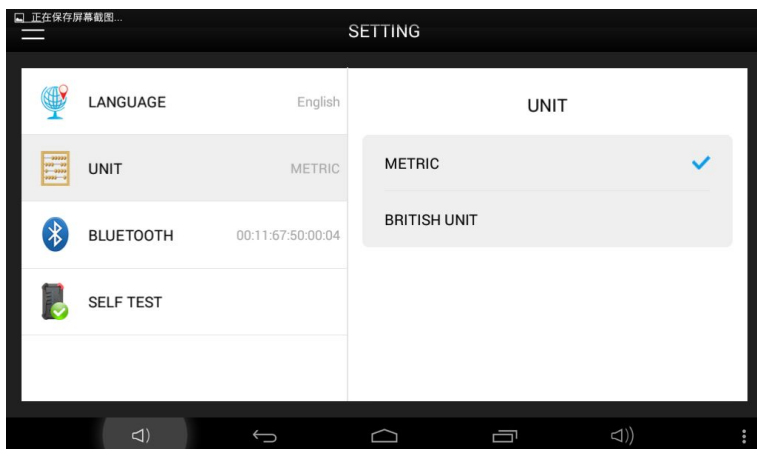 正在保存屏幕截图...
SETTING
LANGUAGE English
UNIT METRIC
BLUETOOTH 00:11:67:50:00:04
SELF TEST
UNIT
METRIC
BRITISH UNIT